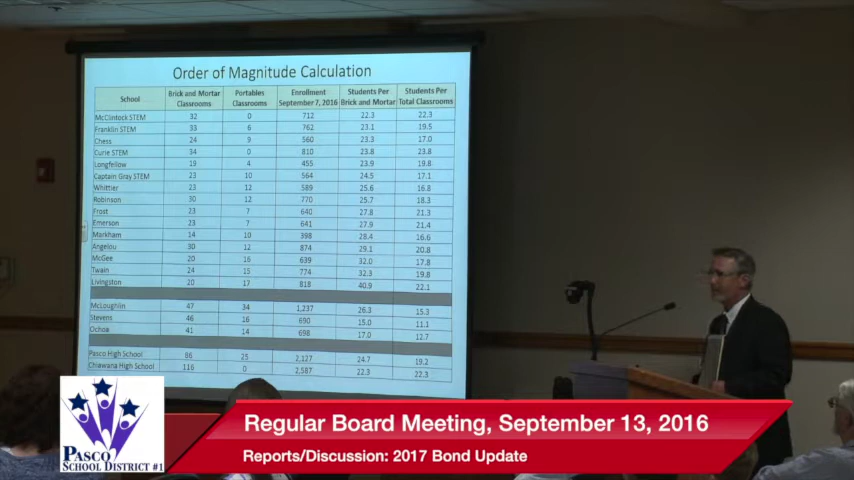 Order of Magnitude Calculation
School Brick and Mortar Classrooms Portables Classrooms Enrollment September 7, 2016 Students Per Brick and Mortar Students Per Total Classrooms
McClintock STEM 32 0 712 22.3 22.3
Franklin STEM 33 6 762 23.1 19.5
Chess 24 9 560 23.3 17.0
Curie STEM 34 0 810 23.8 23.8
Longfellow 19 4 455 23.9 19.8
Captain Gray STEM 23 10 564 24.5 17.1
Whittier 23 12 589 25.6 16.8
Robinson 30 12 770 25.7 18.3
Frost 23 7 640 27.8 21.3
Emerson 23 7 641 27.9 21.4
Markham 14 10 398 28.4 16.6
Angelou 30 12 874 29.1 20.8
McGee 20 16 639 32.0 17.8
Twain 24 15 774 32.3 19.8
Livingston 20 17 818 40.9 22.1
McLoughlin 47 34 1,237 26.3 15.3
Stevens 46 16 690 15.0 11.1
Ochoa 41 14 698 17.0 12.7
Pasco High School 86 25 2,127 24.7 19.2
Chiawana High School 116 0 2,587 22.3 22.3
Regular Board Meeting, September 13, 2016
Reports/Discussion: 2017 Bond Update
PASCO
SCHOOL DISTRICT #1